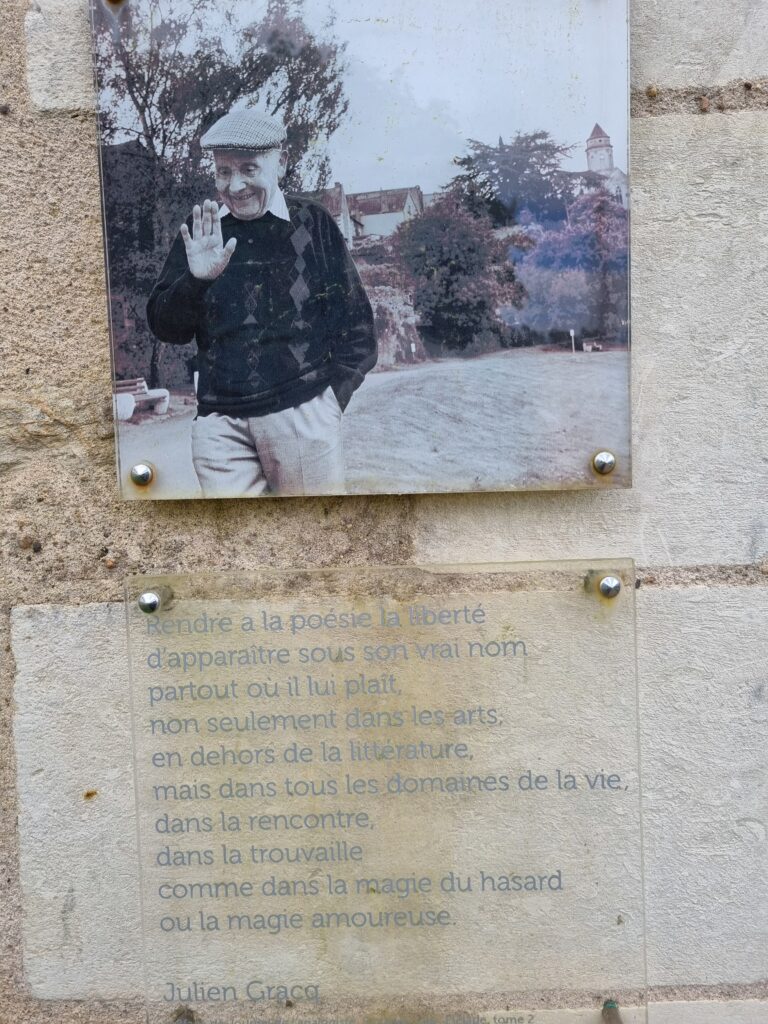 Rendre a la poésie la liberté
d'apparaître sous son vrai nom
partout où il lui plaît,
non seulement dans les arts,
en dehors de la littérature,
mais dans tous les domaines de la vie,
dans la rencontre,
dans la trouvaille
comme dans la magie du hasard
ou la magie amoureuse.
Julien Gracq
tome 2